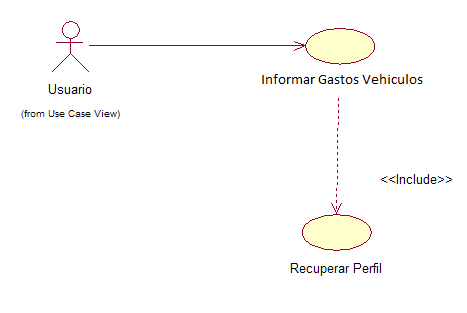 Usuario
(from Use Case View)
Informar Gastos Vehiculos
<<Include>>
Recuperar Perfil